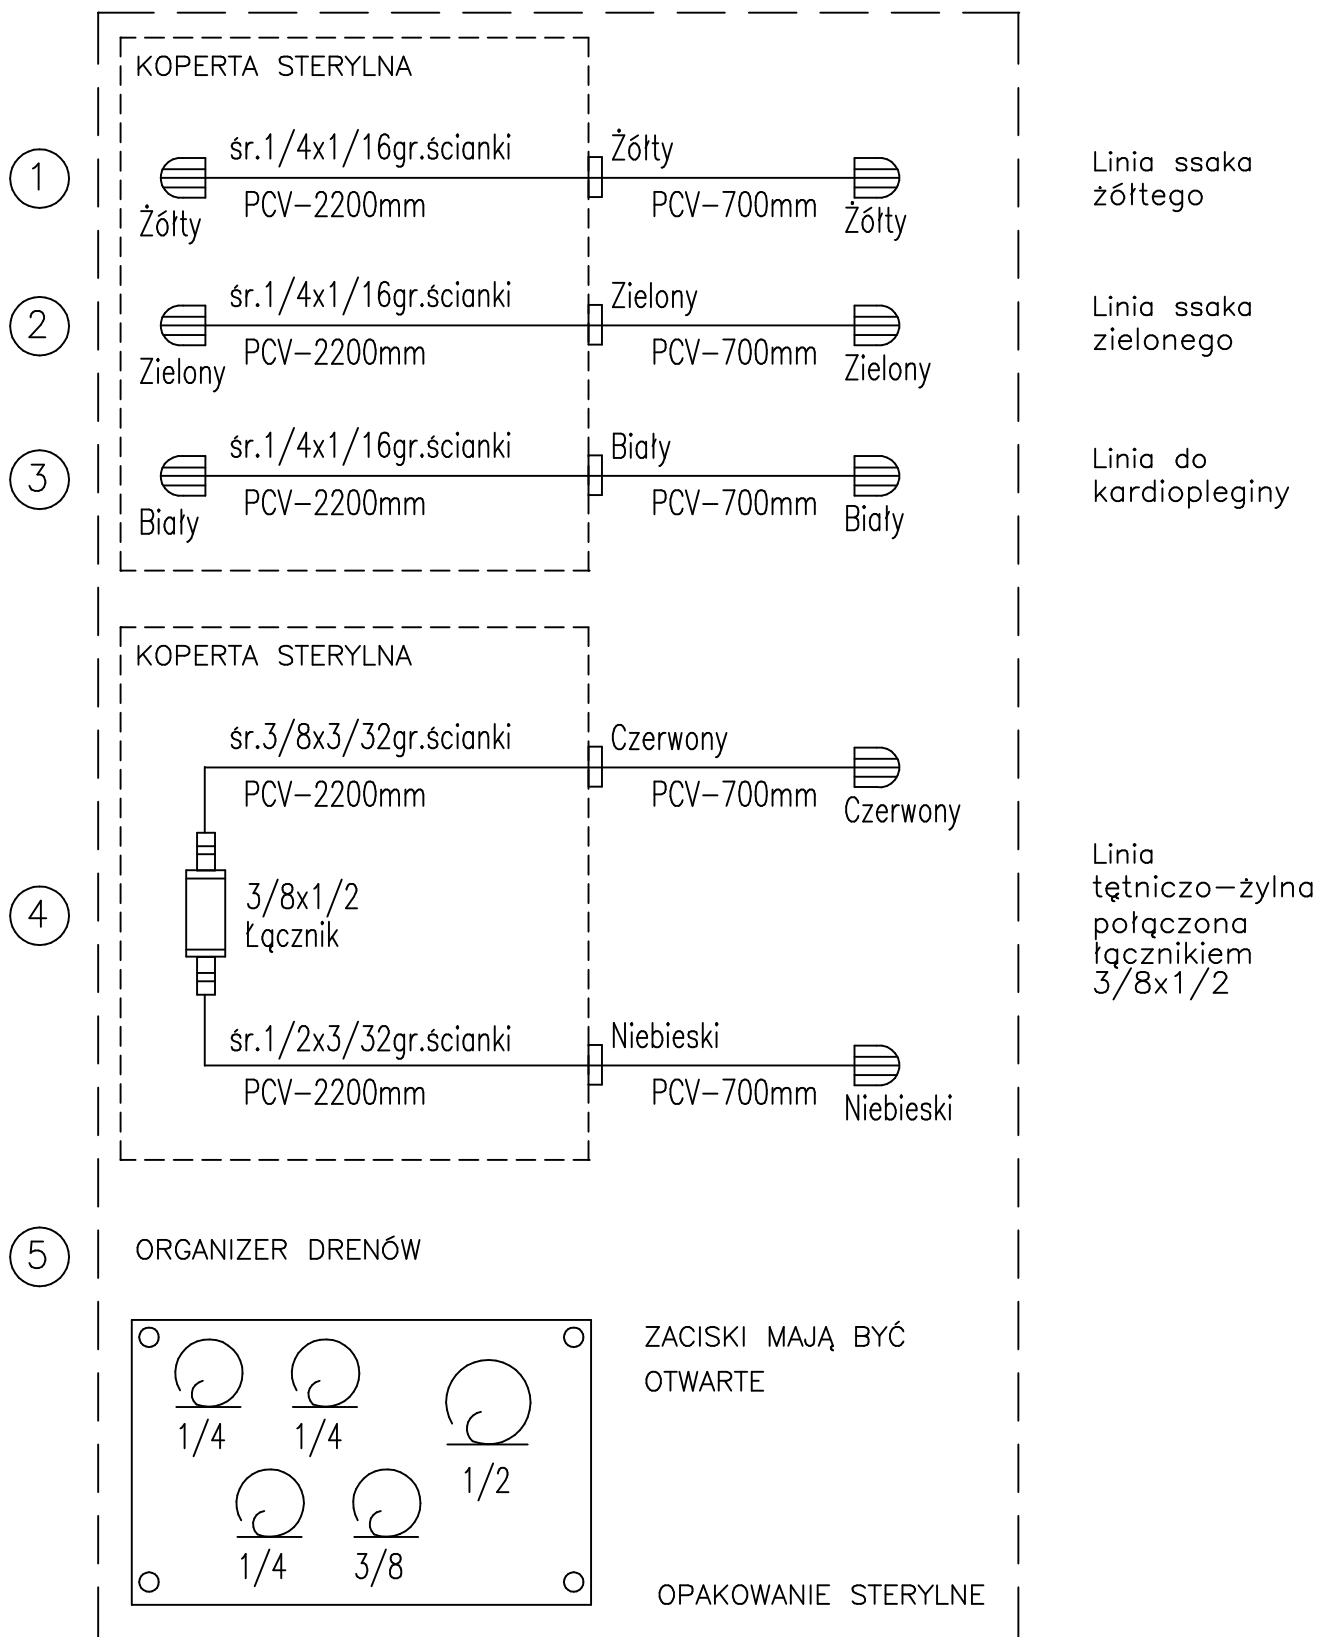 KOPERTA STERYLNA
1
śr.1/4x1/16gr.ścianki
Żółty
PCV-2200mm
PCV-700mm
Żółty
Żółty
Linia ssaka
żółtego
2
śr.1/4x1/16gr.ścianki
Zielony
PCV-2200mm
PCV-700mm
Zielony
Zielony
Linia ssaka
zielonego
3
śr.1/4x1/16gr.ścianki
Biały
PCV-2200mm
PCV-700mm
Biały
Biały
Linia do
kardiopleginy
KOPERTA STERYLNA
śr.3/8x3/32gr.ścianki
Czerwony
PCV-2200mm
PCV-700mm
Czerwony
4
3/8x1/2
Łącznik
Linia
tętniczo-żylna
połączona
łącznikiem
3/8x1/2
śr.1/2x3/32gr.ścianki
Niebieski
PCV-2200mm
PCV-700mm
Niebieski
5
ORGANIZER DRENÓW
ZACISKI MAJĄ BYĆ
OTWARTE
1/4
1/4
1/2
1/4
3/8
OPAKOWANIE STERYLNE